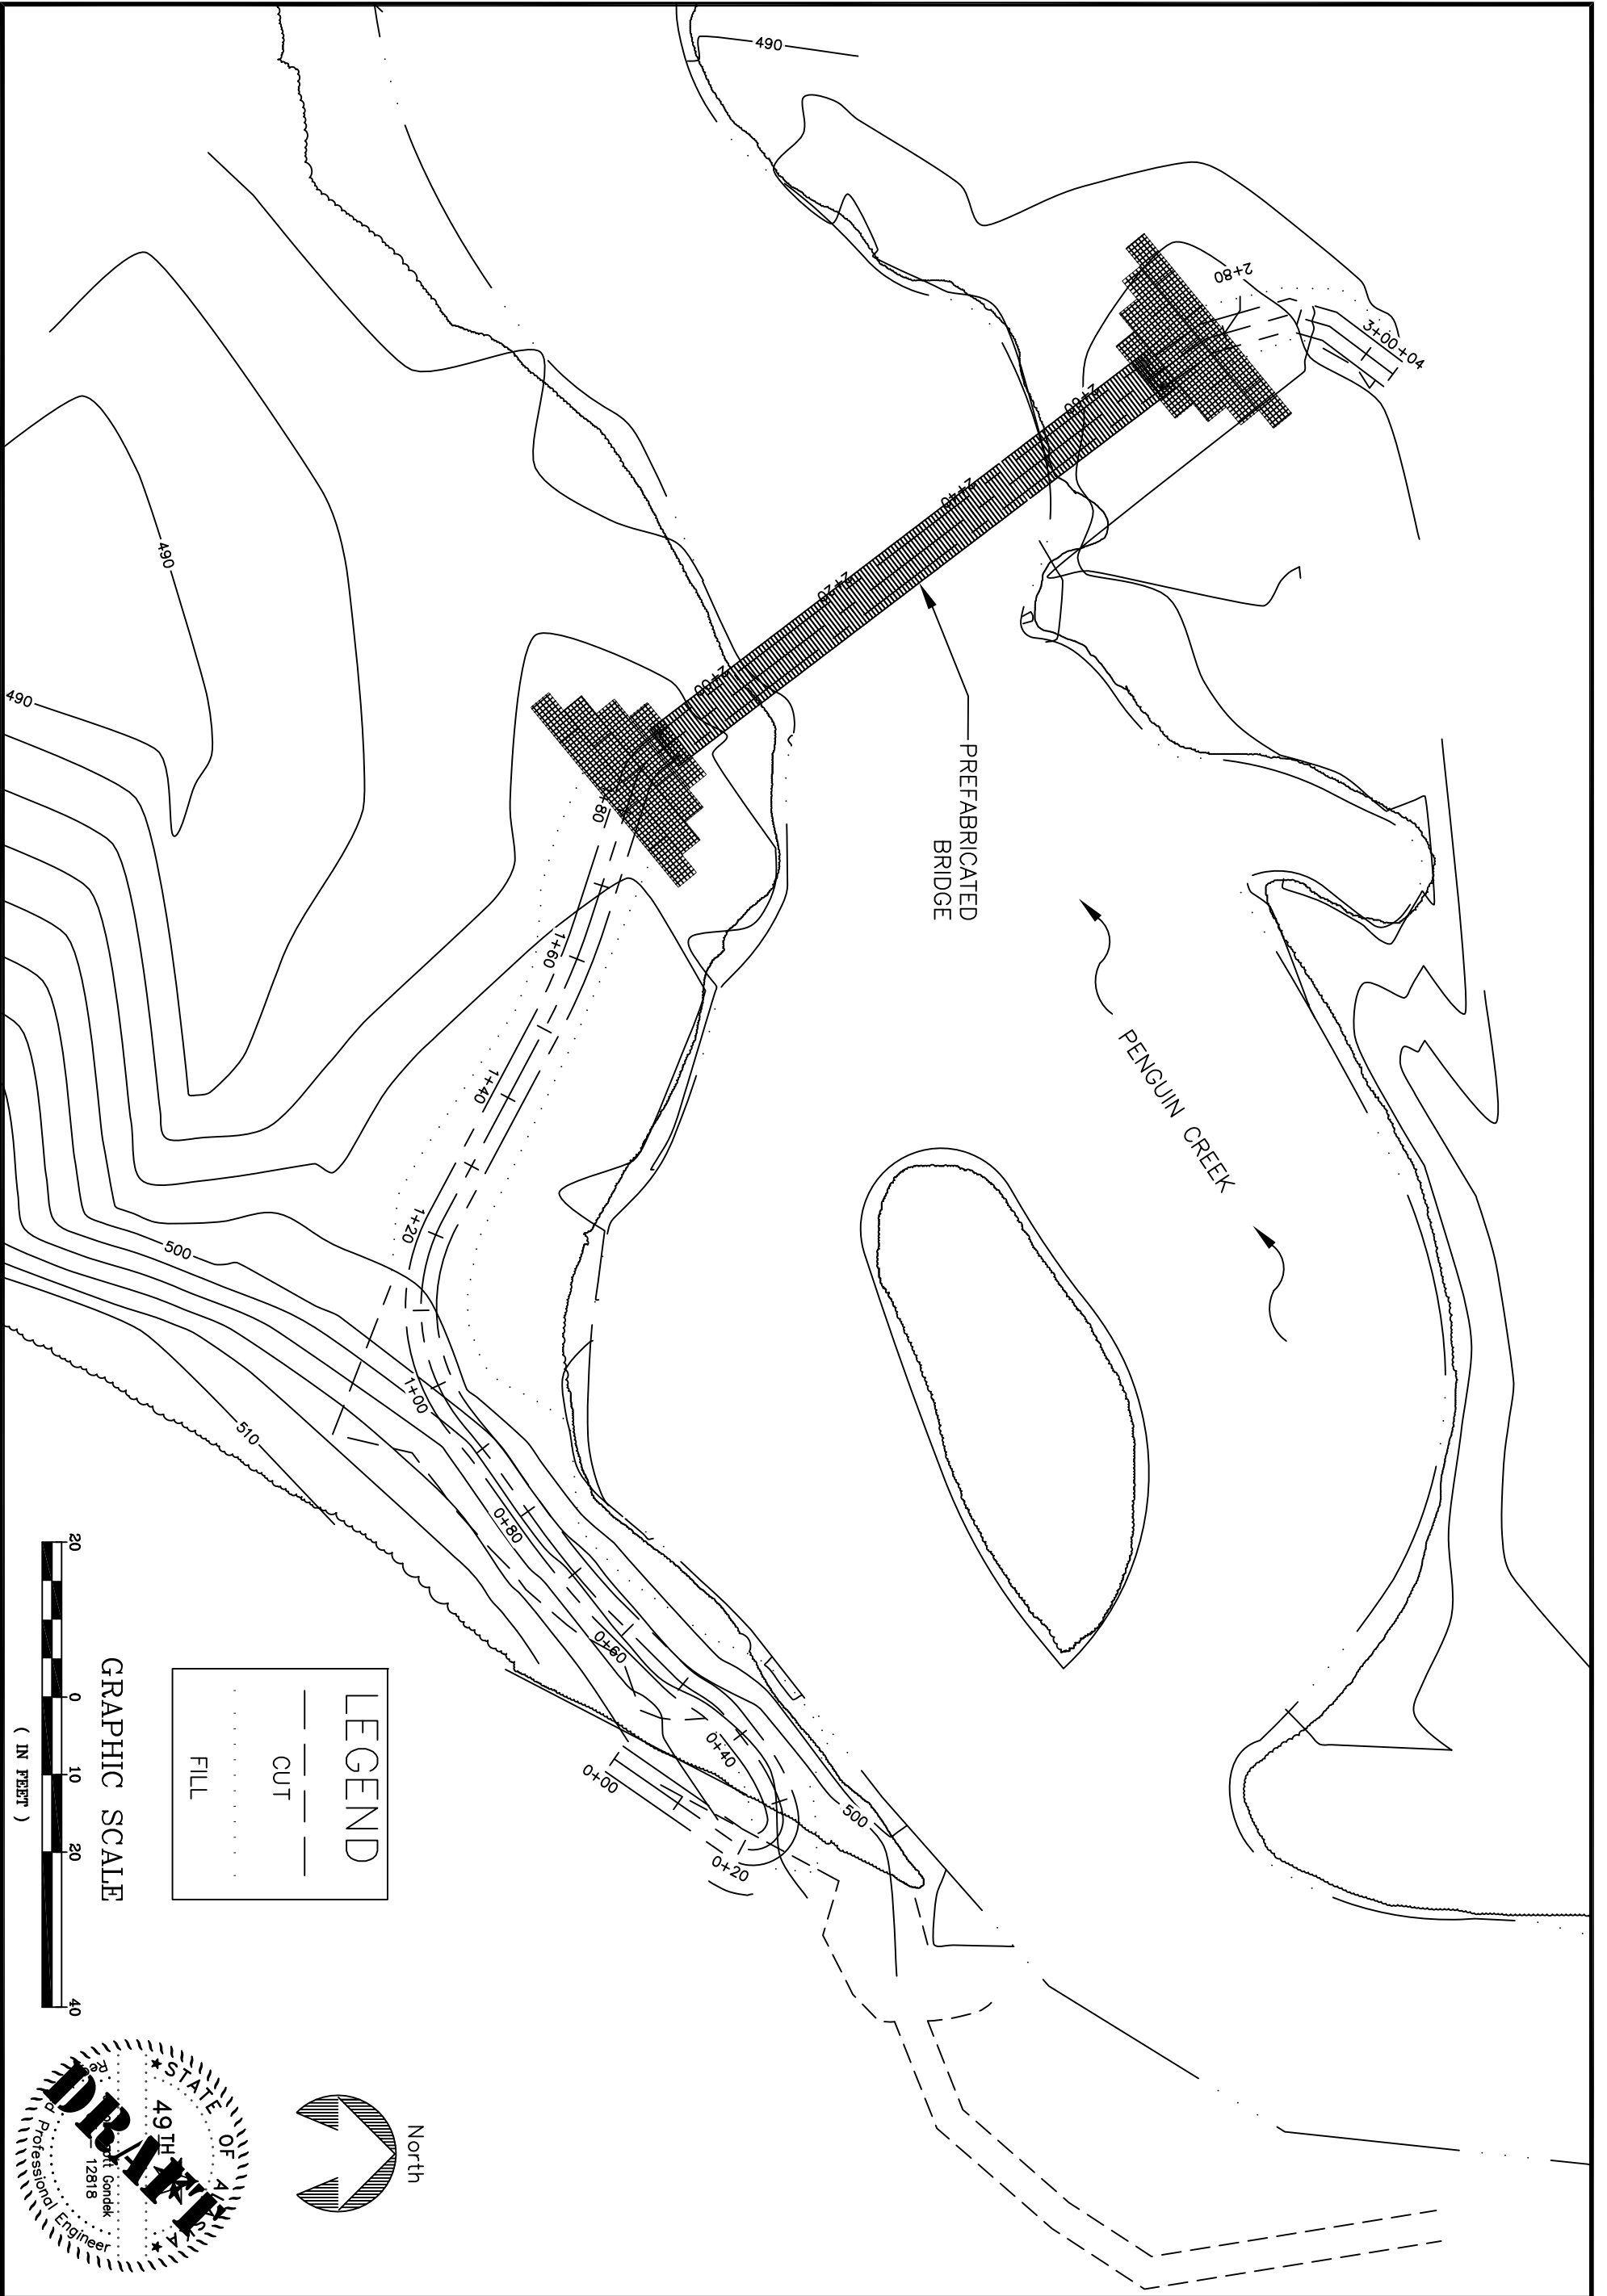 490
2+80
3+00
+04
2+60
2+40
2+20
2+00
PREFABRICATED
BRIDGE
PENGUIN CREEK
490
490
1+60
1+40
1+20
1+00
0+80
0+60
0+40
0+20
0+00
500
500
510
LEGEND
CUT
FILL
GRAPHIC SCALE
20
0
10
20
40
( IN FEET )
North
STATE OF ALASKA
49TH
Gondek
12818
Professional Engineer
DRAFT